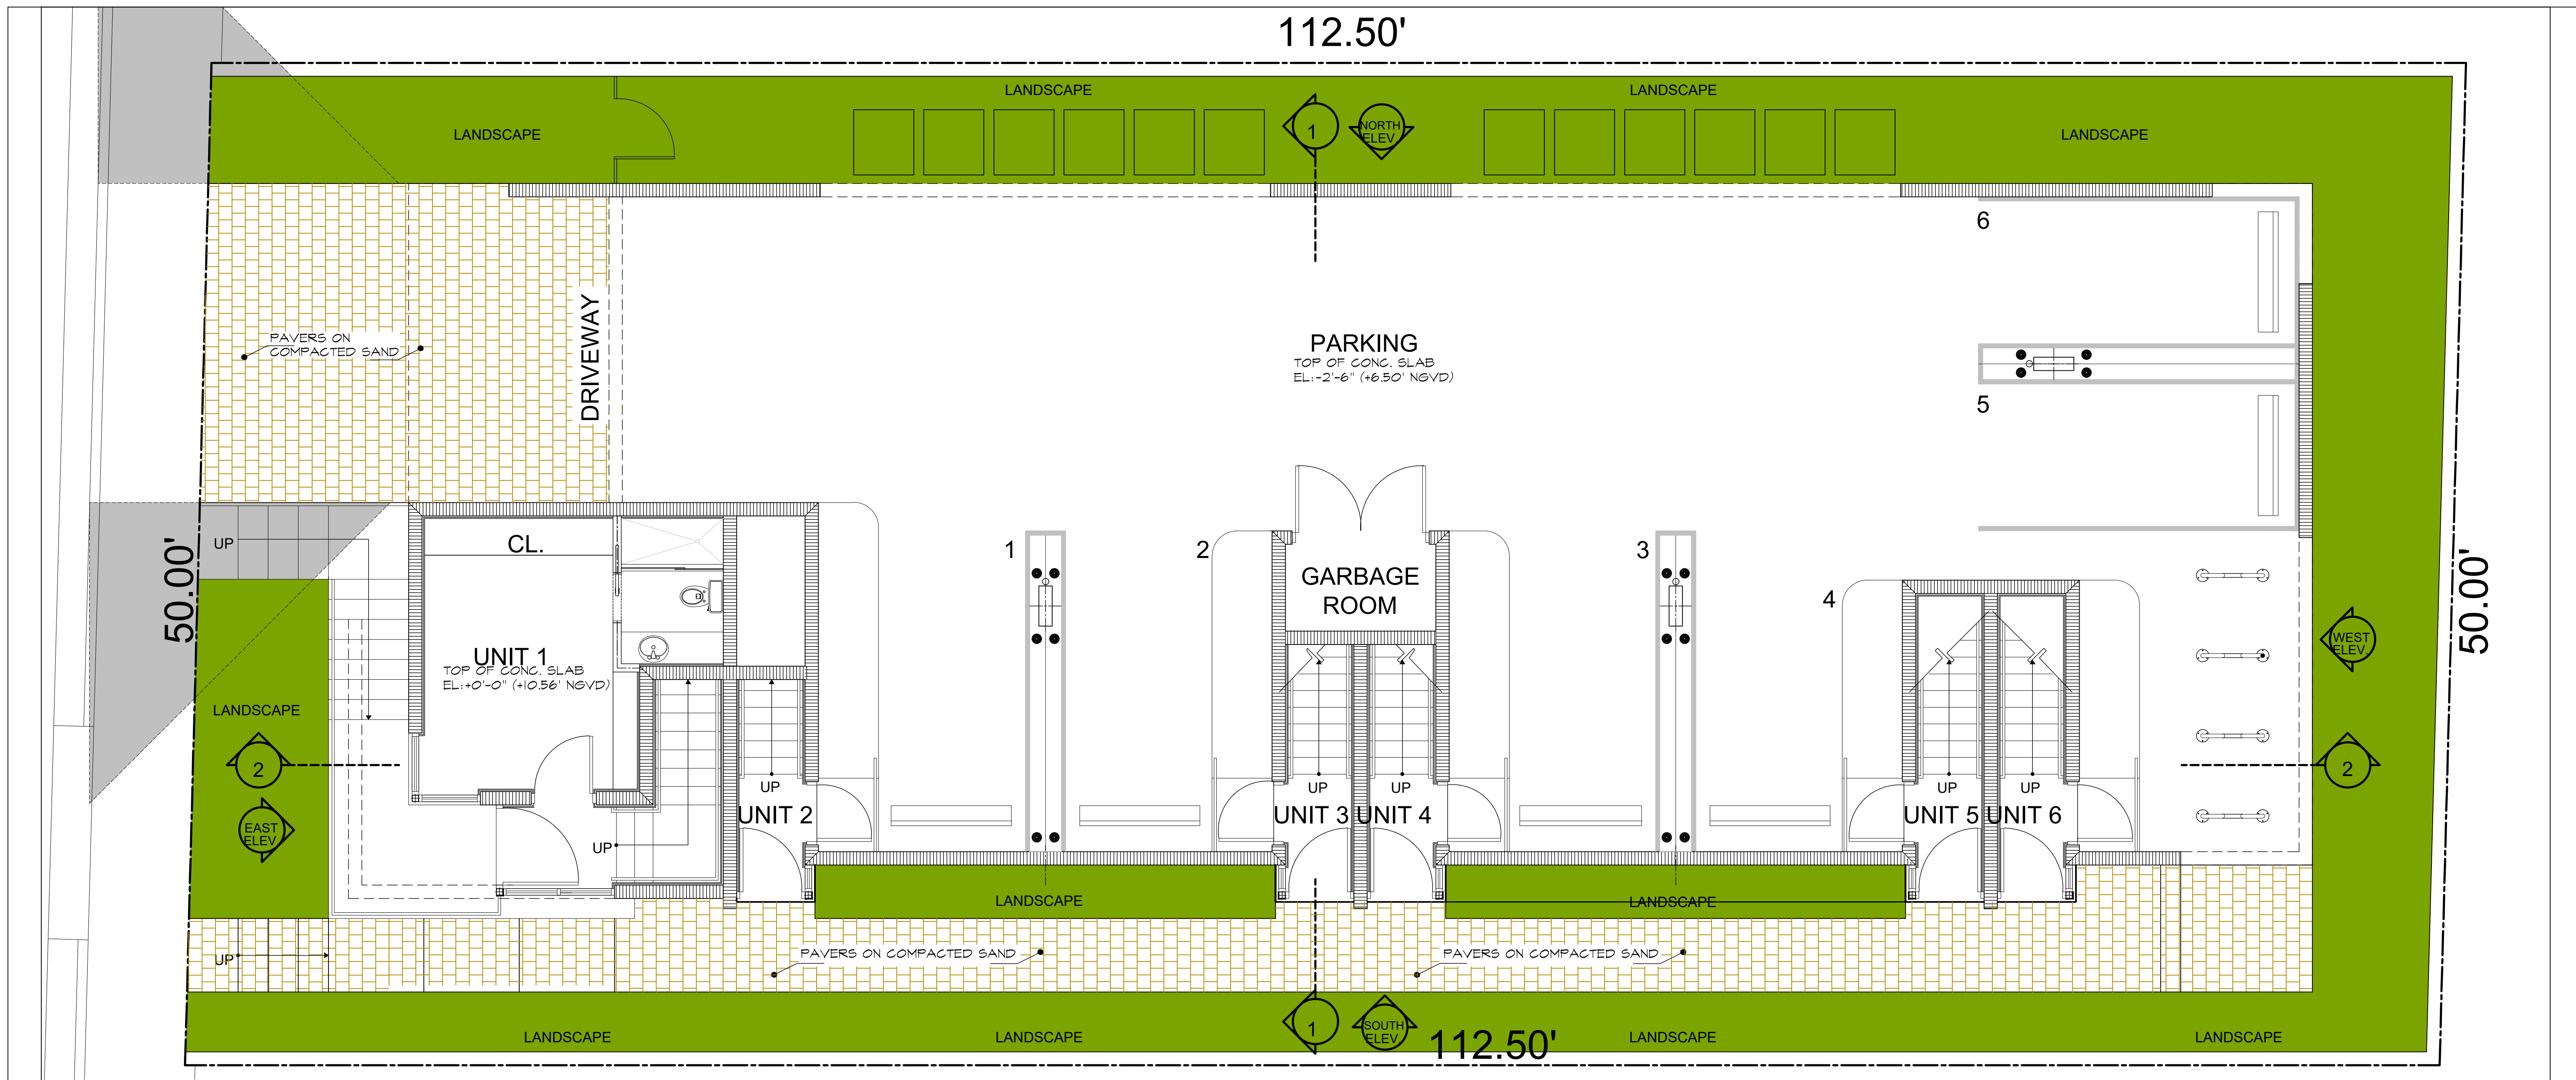 112.50'
LANDSCAPE
LANDSCAPE
LANDSCAPE
LANDSCAPE
1
NORTH
ELEV.
6
PAVERS ON
COMPACTED SAND
DRIVEWAY
PARKING
TOP OF CONC. SLAB
EL:-2'-6" (+6.50' NGVD)
5
UP
CL.
1
2
3
4
GARBAGE
ROOM
50.00'
50.00'
UNIT 1
TOP OF CONC. SLAB
EL:+0'-0" (+10.56' NGVD)
WEST
ELEV.
LANDSCAPE
2
2
EAST
ELEV.
UP
UP
UP
UP
UP
UP
UNIT 2
UNIT 3
UNIT 4
UNIT 5
UNIT 6
LANDSCAPE
LANDSCAPE
UP
PAVERS ON COMPACTED SAND
PAVERS ON COMPACTED SAND
LANDSCAPE
LANDSCAPE
1
SOUTH
ELEV.
112.50'
LANDSCAPE
LANDSCAPE